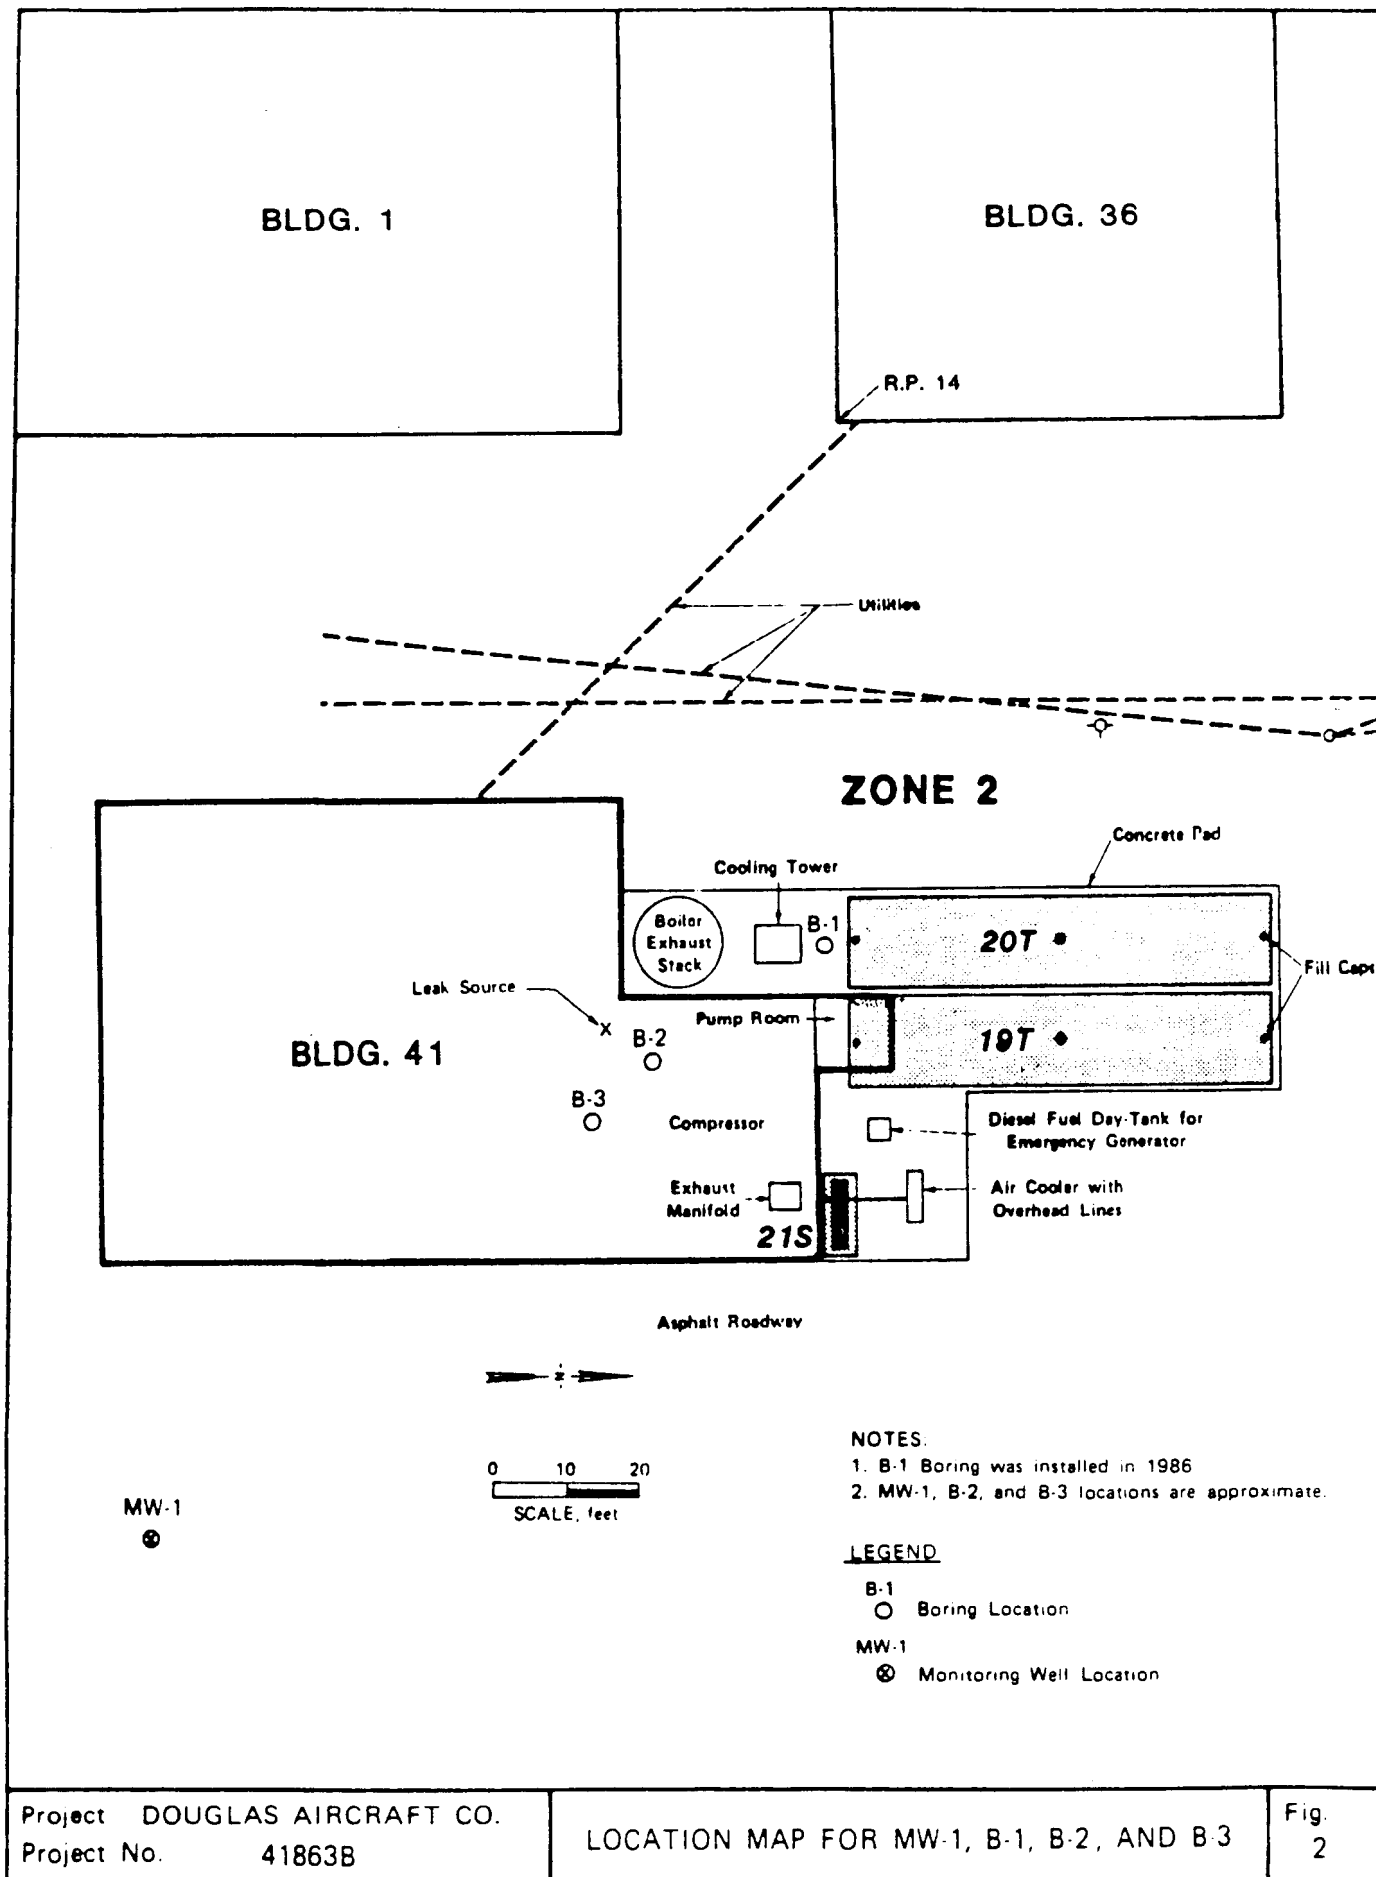 BLDG. 1
BLDG. 36
R.P. 14
Utilities
ZONE 2
Concrete Pad
Cooling Tower
Boiler
Exhaust
Stack
B-1
20T
Fill Caps
Leak Source
X
Pump Room
19T
B-2
BLDG. 41
B-3
Compressor
Diesel Fuel Day-Tank for
Emergency Generator
Exhaust
Manifold
Air Cooler with
Overhead Lines
21S
Asphalt Roadway
z
0 10 20
SCALE, feet
MW-1
NOTES:
1. B-1 Boring was installed in 1986
2. MW-1, B-2, and B-3 locations are approximate.
LEGEND
B-1
Boring Location
MW-1
Monitoring Well Location
Project DOUGLAS AIRCRAFT CO.
Project No. 41863B
LOCATION MAP FOR MW-1, B-1, B-2, AND B-3
Fig.
2